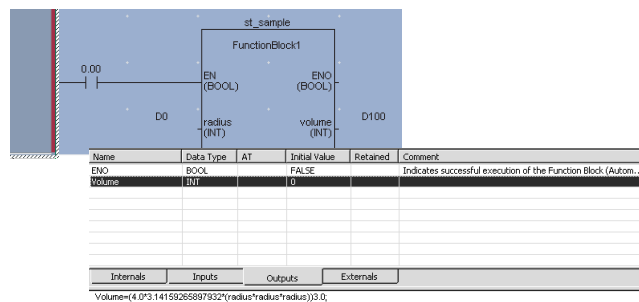 st_sample
FunctionBlock1
0.00
EN
(BOOL)
ENO
(BOOL)
D0
radius
(INT)
volume
(INT)
D100
Name Data Type AT Initial Value Retained Comment
ENO BOOL FALSE Indicates successful execution of the Function Block (Autom..
Volume INT 0
Internals Inputs Outputs Externals
Volume=(4.0*3.14159265897932*(radius*radius*radius))3.0;